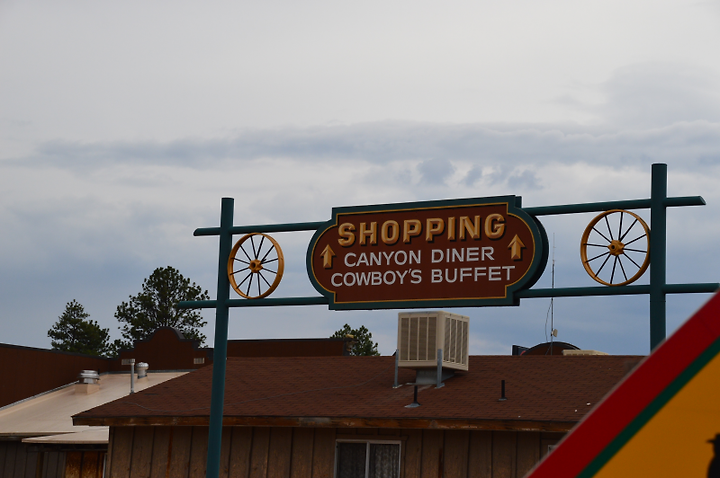 SHOPPING
CANYON DINER
COWBOY'S BUFFET